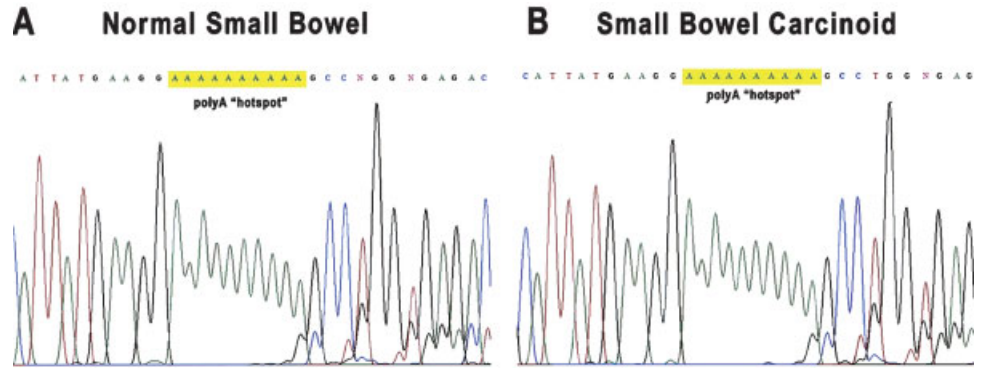 A Normal Small Bowel
A T T A T G A A G G A A A A A A A A A A G C C N G G N G A G A C
polyA "hotspot"
B Small Bowel Carcinoid
C A T T A T G A A G G A A A A A A A A A A G C C T G G N G A G
polyA "hotspot"